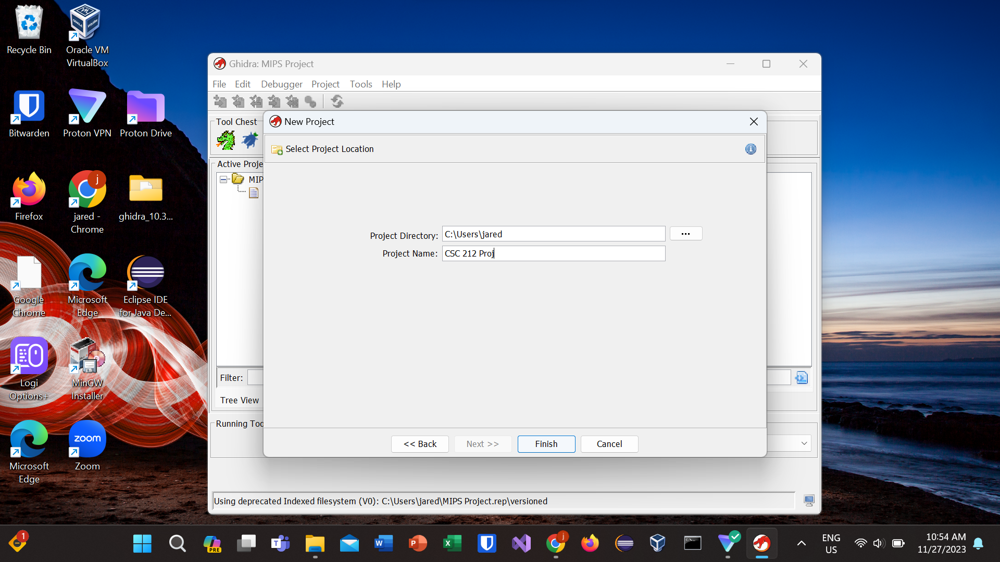 Recycle Bin
Oracle VM
VirtualBox
Bitwarden
Proton VPN
Proton Drive
Firefox
j
jared -
Chrome
ghidra_10.3...
Google
Chrome
Microsoft
Edge
Eclipse IDE
for Java De...
Logi
Options+
MinGW
Installer
Microsoft
Edge
zoom
Zoom
Ghidra: MIPS Project
File Edit Debugger Project Tools Help
Tool Chest
Active Proje
MIP
Filter:
Tree View
Running Too
New Project
Select Project Location
Project Directory: C:\Users\jared ...
Project Name: CSC 212 Proj
<< Back Next >> Finish Cancel
Using deprecated Indexed filesystem (V0): C:\Users\jared\MIPS Project.rep\versioned
1
PRE
T
W
P
X
j
ENG
US
10:54 AM
11/27/2023